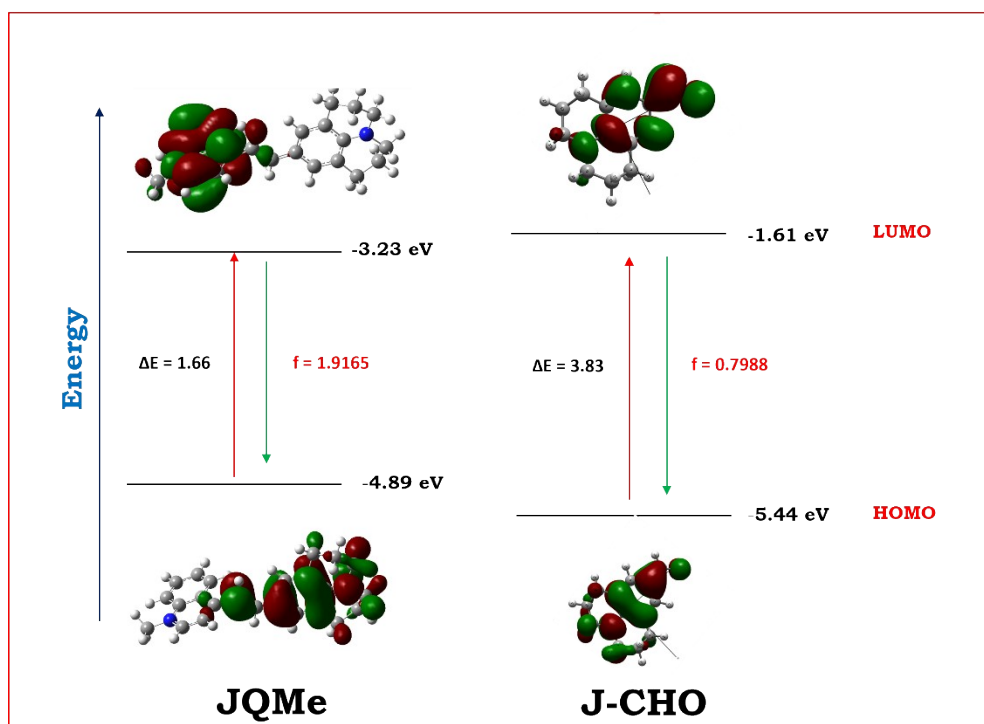 Energy
-3.23 eV
ΔE = 1.66
f = 1.9165
-4.89 eV
JQMe
-1.61 eV
LUMO
ΔE = 3.83
f = 0.7988
-5.44 eV
HOMO
J-CHO